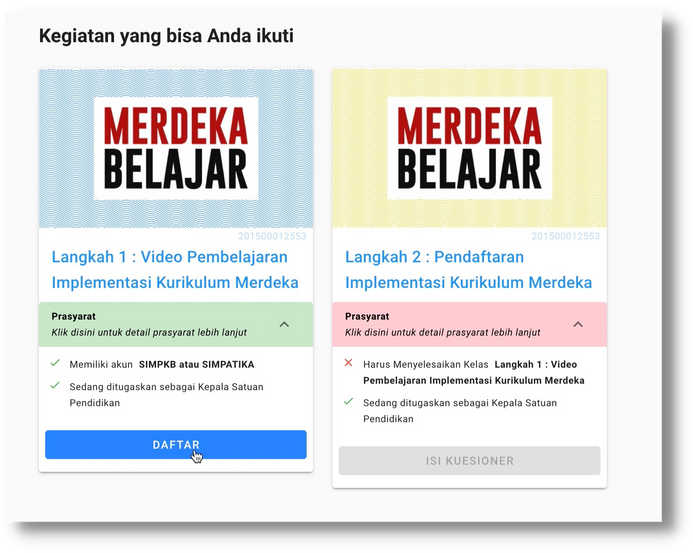 Kegiatan yang bisa Anda ikuti
MERDEKA
BELAJAR
201500012553
Langkah 1 : Video Pembelajaran
Implementasi Kurikulum Merdeka
Prasyarat
Klik disini untuk detail prasyarat lebih lanjut
Memiliki akun SIMPKB atau SIMPATIKA
Sedang ditugaskan sebagai Kepala Satuan
Pendidikan
DAFTAR
MERDEKA
BELAJAR
201500012553
Langkah 2 : Pendaftaran
Implementasi Kurikulum Merdeka
Prasyarat
Klik disini untuk detail prasyarat lebih lanjut
Harus Menyelesaikan Kelas Langkah 1 : Video
Pembelajaran Implementasi Kurikulum Merdeka
Sedang ditugaskan sebagai Kepala Satuan
Pendidikan
ISI KUESIONER